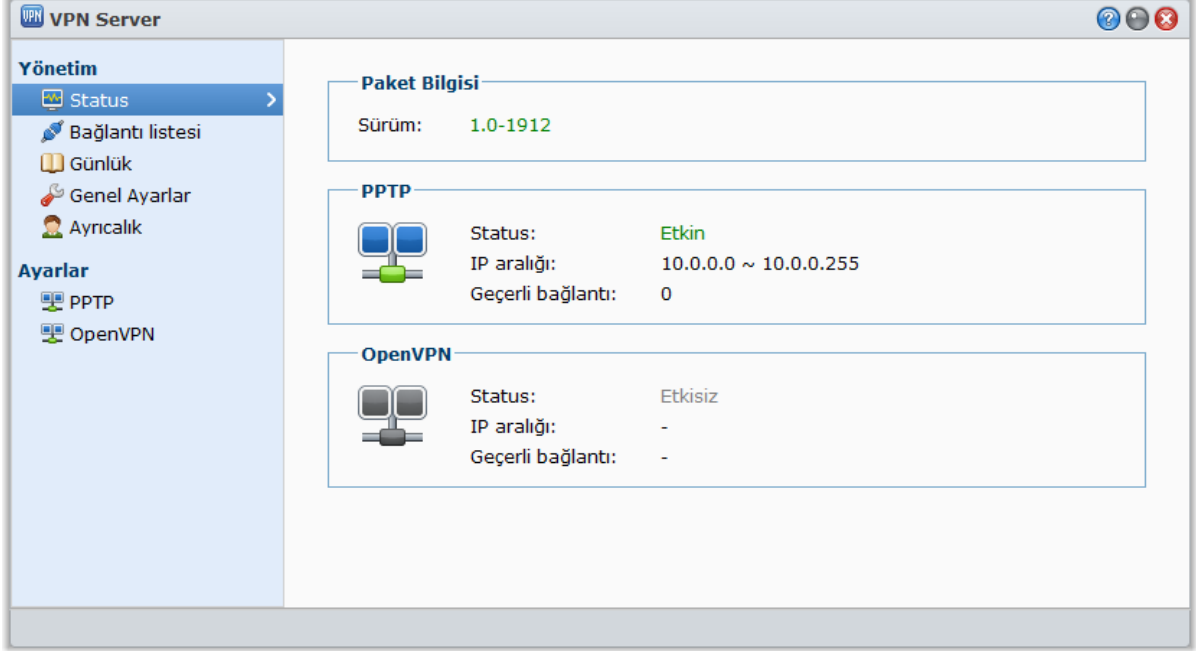 VPN VPN Server
Yönetim
Status
Bağlantı listesi
Günlük
Genel Ayarlar
Ayrıcalık
Ayarlar
PPTP
OpenVPN
Paket Bilgisi
Sürüm: 1.0-1912
PPTP
Status: Etkin
IP aralığı: 10.0.0.0 ~ 10.0.0.255
Geçerli bağlantı: 0
OpenVPN
Status: Etkisiz
IP aralığı: -
Geçerli bağlantı: -